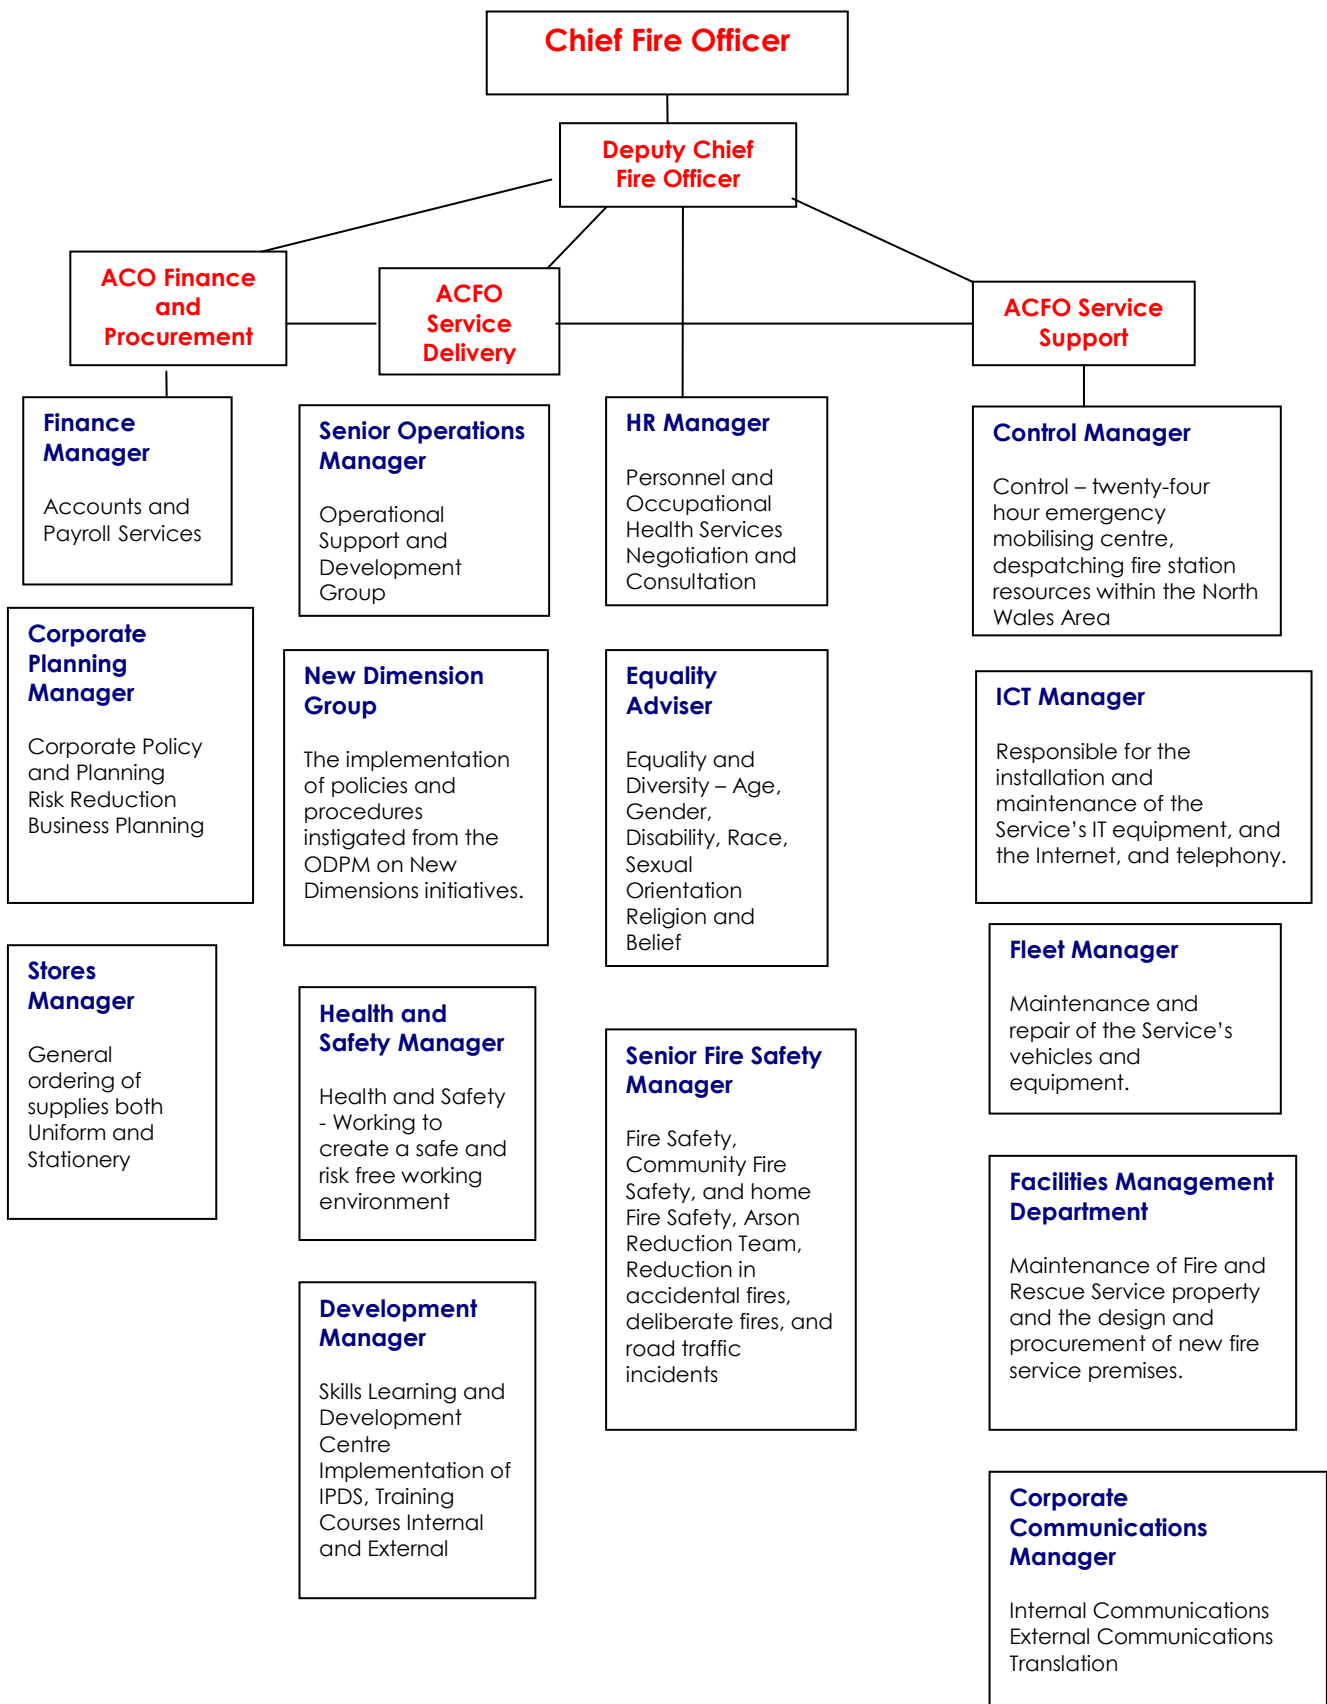 Chief Fire Officer
Deputy Chief
Fire Officer
ACO Finance
and
Procurement
ACFO
Service
Delivery
ACFO Service
Support
Finance
Manager
Accounts and
Payroll Services
Corporate
Planning
Manager
Corporate Policy
and Planning
Risk Reduction
Business Planning
Stores
Manager
General
ordering of
supplies both
Uniform and
Stationery
Senior Operations
Manager
Operational
Support and
Development
Group
New Dimension
Group
The implementation
of policies and
procedures
instigated from the
ODPM on New
Dimensions initiatives.
Health and
Safety Manager
Health and Safety
- Working to
create a safe and
risk free working
environment
Development
Manager
Skills Learning and
Development
Centre
Implementation of
IPDS, Training
Courses Internal
and External
HR Manager
Personnel and
Occupational
Health Services
Negotiation and
Consultation
Equality
Adviser
Equality and
Diversity – Age,
Gender,
Disability, Race,
Sexual
Orientation
Religion and
Belief
Senior Fire Safety
Manager
Fire Safety,
Community Fire
Safety, and home
Fire Safety, Arson
Reduction Team,
Reduction in
accidental fires,
deliberate fires, and
road traffic
incidents
Control Manager
Control – twenty-four
hour emergency
mobilising centre,
despatching fire station
resources within the North
Wales Area
ICT Manager
Responsible for the
installation and
maintenance of the
Service’s IT equipment, and
the Internet, and telephony.
Fleet Manager
Maintenance and
repair of the Service’s
vehicles and
equipment.
Facilities Management
Department
Maintenance of Fire and
Rescue Service property
and the design and
procurement of new fire
service premises.
Corporate
Communications
Manager
Internal Communications
External Communications
Translation